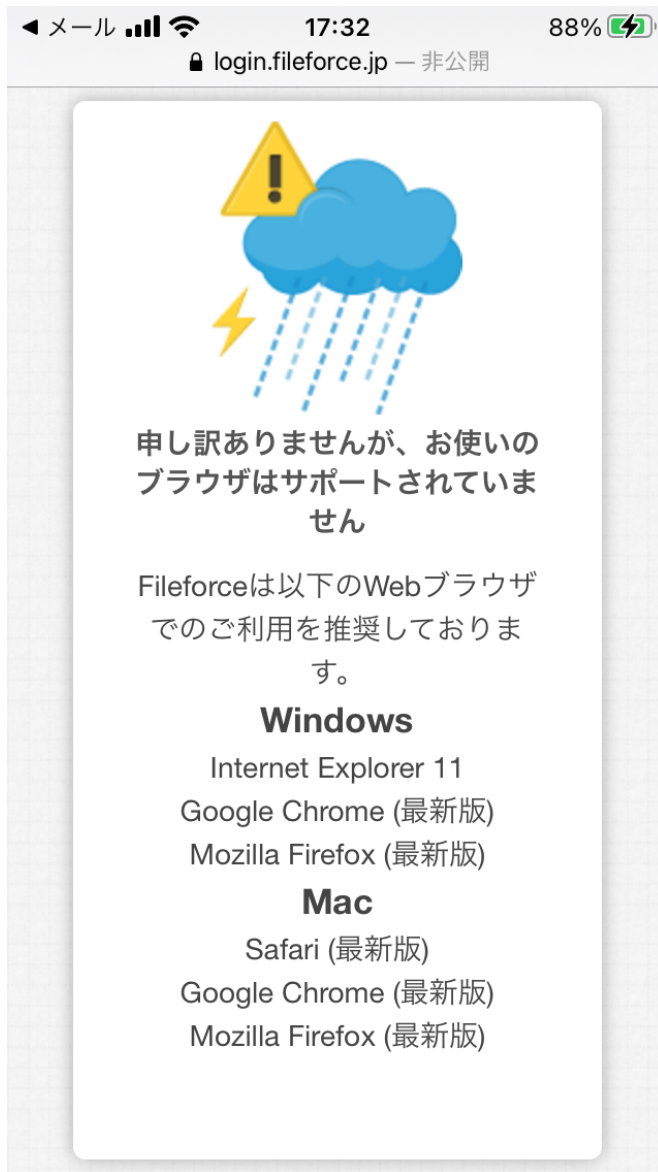 ◀ メール 17:32 88%
login.fileforce.jp — 非公開
!
申し訳ありませんが、お使いの
ブラウザはサポートされていま
せん
Fileforceは以下のWebブラウザ
でのご利用を推奨しておりま
す。
Windows
Internet Explorer 11
Google Chrome (最新版)
Mozilla Firefox (最新版)
Mac
Safari (最新版)
Google Chrome (最新版)
Mozilla Firefox (最新版)